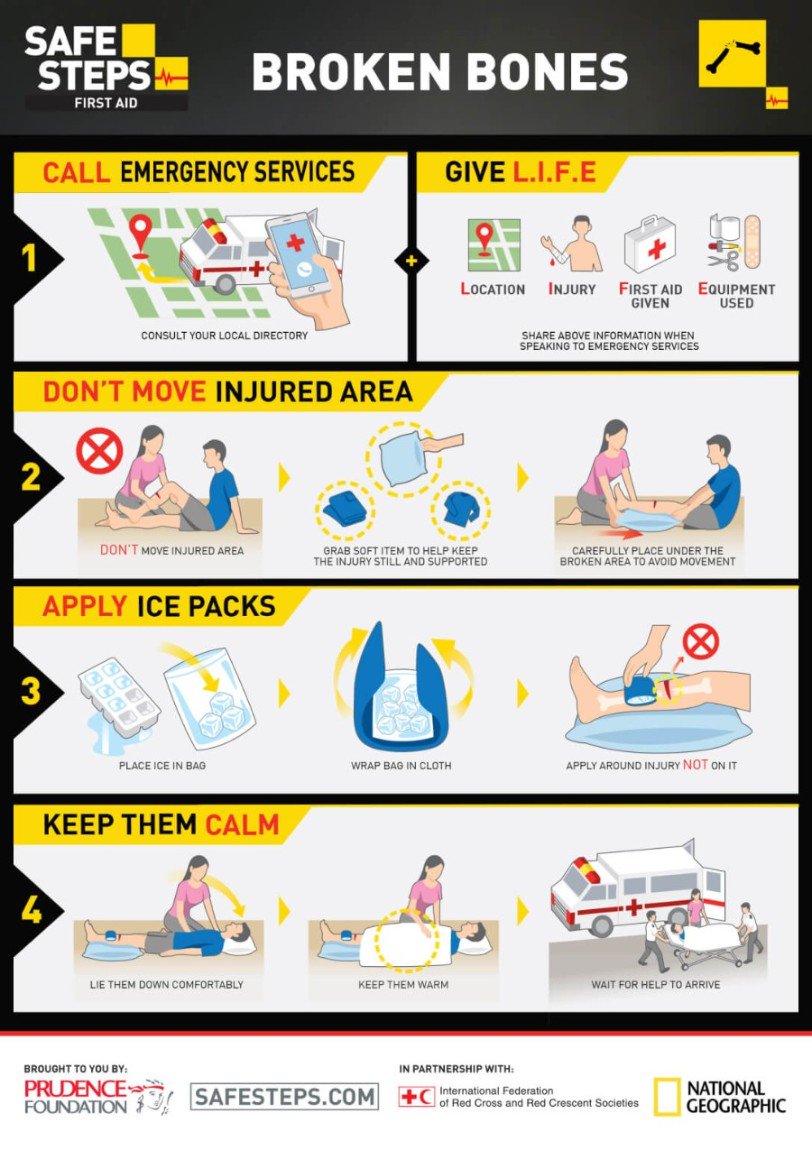 SAFE
STEPS
FIRST AID
BROKEN BONES
CALL EMERGENCY SERVICES
1
CONSULT YOUR LOCAL DIRECTORY
+
GIVE L.I.F.E
LOCATION
INJURY
FIRST AID
GIVEN
EQUIPMENT
USED
SHARE ABOVE INFORMATION WHEN
SPEAKING TO EMERGENCY SERVICES
DON'T MOVE INJURED AREA
2
DON'T MOVE INJURED AREA
GRAB SOFT ITEM TO HELP KEEP
THE INJURY STILL AND SUPPORTED
CAREFULLY PLACE UNDER THE
BROKEN AREA TO AVOID MOVEMENT
APPLY ICE PACKS
3
PLACE ICE IN BAG
WRAP BAG IN CLOTH
APPLY AROUND INJURY NOT ON IT
KEEP THEM CALM
4
LIE THEM DOWN COMFORTABLY
KEEP THEM WARM
WAIT FOR HELP TO ARRIVE
BROUGHT TO YOU BY:
PRUDENCE
FOUNDATION
SAFESTEPS.COM
IN PARTNERSHIP WITH:
International Federation
of Red Cross and Red Crescent Societies
NATIONAL
GEOGRAPHIC